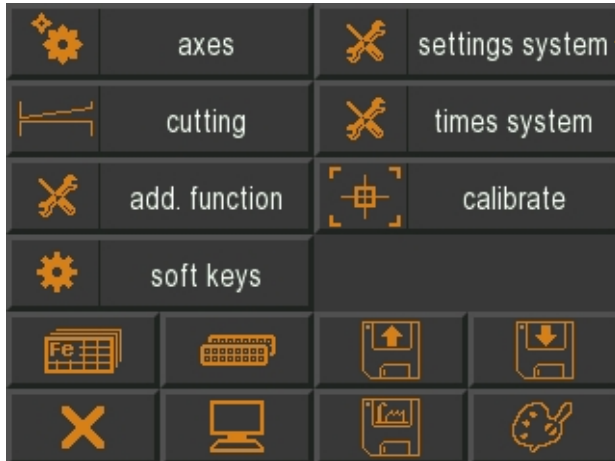 axes
settings system
cutting
times system
add. function
calibrate
soft keys
Fe